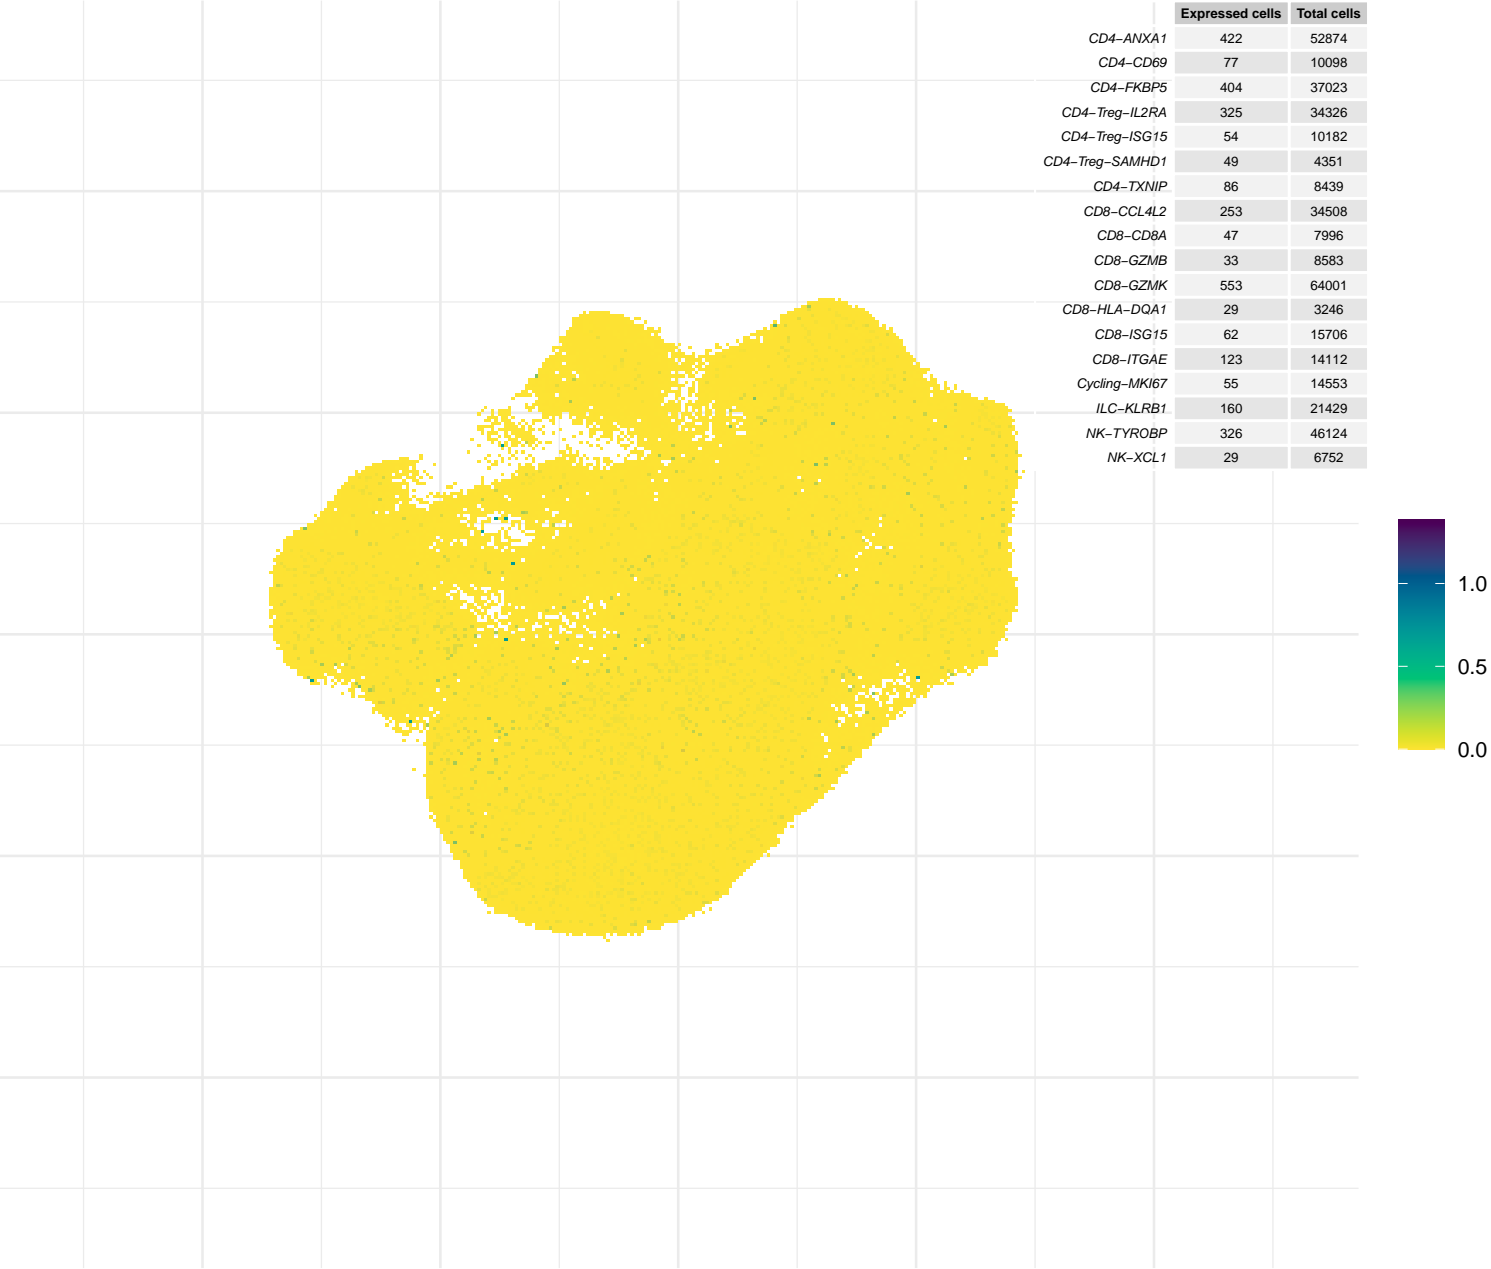 Expressed cells Total cells
CD4−ANXA1 422 52874
CD4−CD69 77 10098
CD4−FKBP5 404 37023
CD4−Treg−IL2RA 325 34326
CD4−Treg−ISG15 54 10182
CD4−Treg−SAMHD1 49 4351
CD4−TXNIP 86 8439
CD8−CCL4L2 253 34508
CD8−CD8A 47 7996
CD8−GZMB 33 8583
CD8−GZMK 553 64001
CD8−HLA−DQA1 29 3246
CD8−ISG15 62 15706
CD8−ITGAE 123 14112
Cycling−MKI67 55 14553
ILC−KLRB1 160 21429
NK−TYROBP 326 46124
NK−XCL1 29 6752
1.0
0.5
0.0